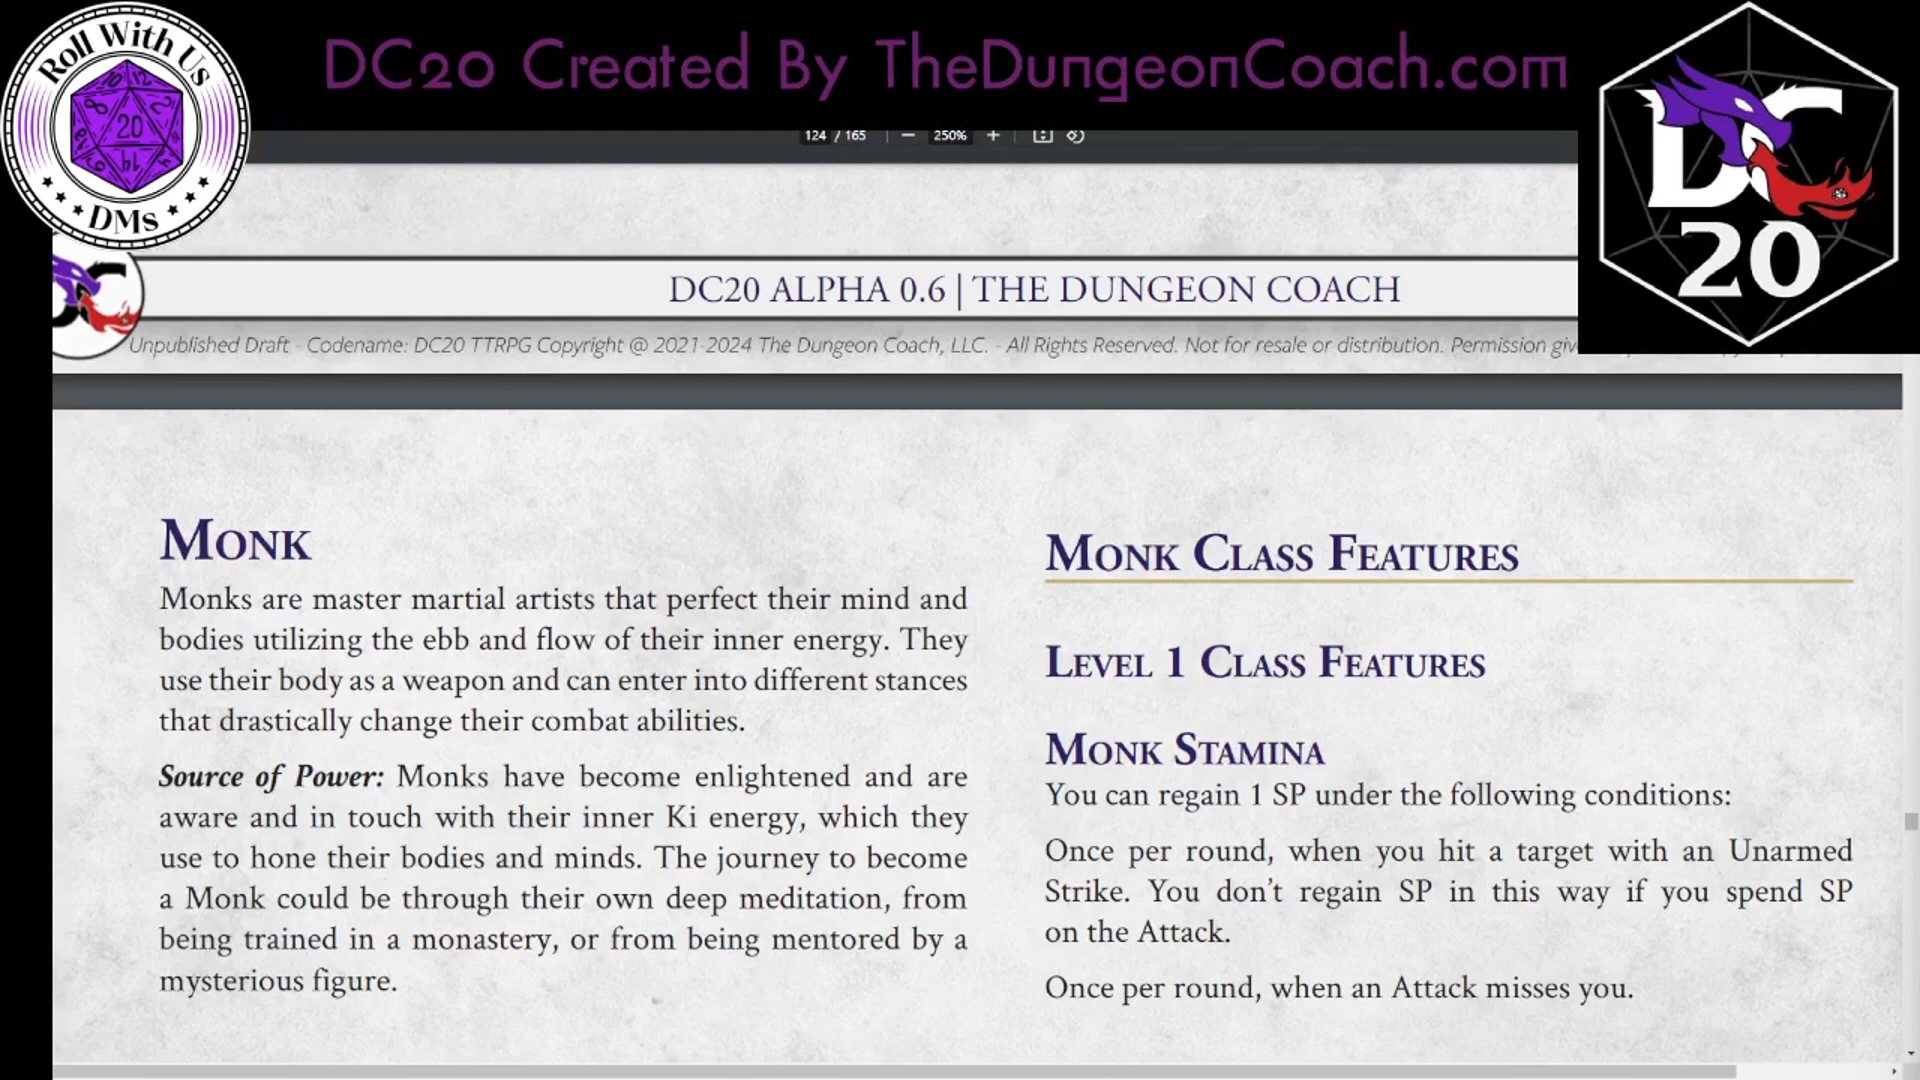 Roll With Us
20
DMs
DC20 Created By TheDungeonCoach.com
DC
20
124 / 165
250%
DC20 ALPHA 0.6 | THE DUNGEON COACH
Unpublished Draft - Codename: DC20 TTRPG Copyright @ 2021-2024 The Dungeon Coach, LLC. - All Rights Reserved. Not for resale or distribution. Permission giv
MONK
Monks are master martial artists that perfect their mind and
bodies utilizing the ebb and flow of their inner energy. They
use their body as a weapon and can enter into different stances
that drastically change their combat abilities.
Source of Power: Monks have become enlightened and are
aware and in touch with their inner Ki energy, which they
use to hone their bodies and minds. The journey to become
a Monk could be through their own deep meditation, from
being trained in a monastery, or from being mentored by a
mysterious figure.
MONK CLASS FEATURES
LEVEL 1 CLASS FEATURES
MONK STAMINA
You can regain 1 SP under the following conditions:
Once per round, when you hit a target with an Unarmed
Strike. You don't regain SP in this way if you spend SP
on the Attack.
Once per round, when an Attack misses you.